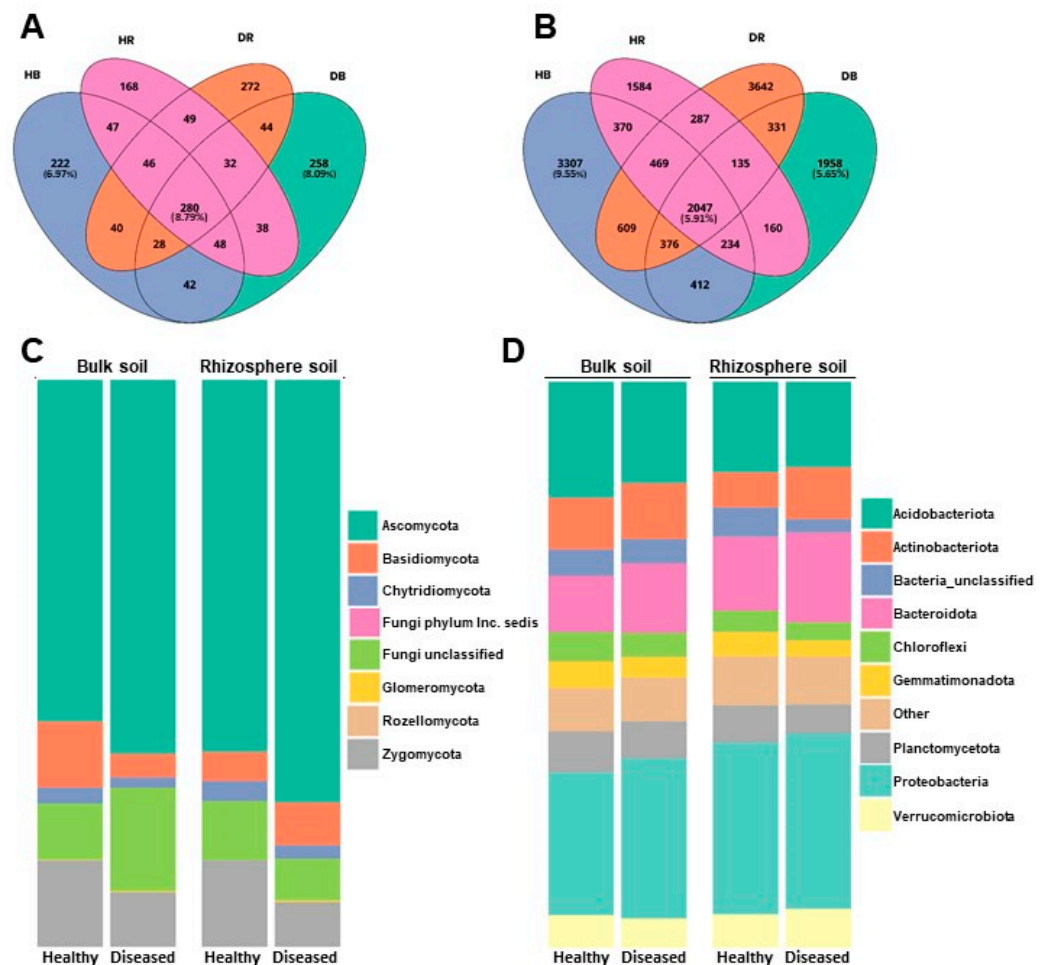 A
HR
DR
HB
DB
168
272
47
49
44
222
(6.97%)
46
32
258
(8.09%)
280
(8.79%)
40
38
28
48
42
B
HR
DR
HB
DB
1584
3642
370
287
331
3307
(9.55%)
469
135
1958
(5.65%)
2047
(5.91%)
609
160
376
234
412
C
Bulk soil
Rhizosphere soil
Ascomycota
Basidiomycota
Chytridiomycota
Fungi phylum Inc. sedis
Fungi unclassified
Glomeromycota
Rozellomycota
Zygomycota
Healthy Diseased
Healthy Diseased
D
Bulk soil
Rhizosphere soil
Acidobacteriota
Actinobacteriota
Bacteria_unclassified
Bacteroidota
Chloroflexi
Gemmatimonadota
Other
Planctomycetota
Proteobacteria
Verrucomicrobiota
Healthy Diseased
Healthy Diseased